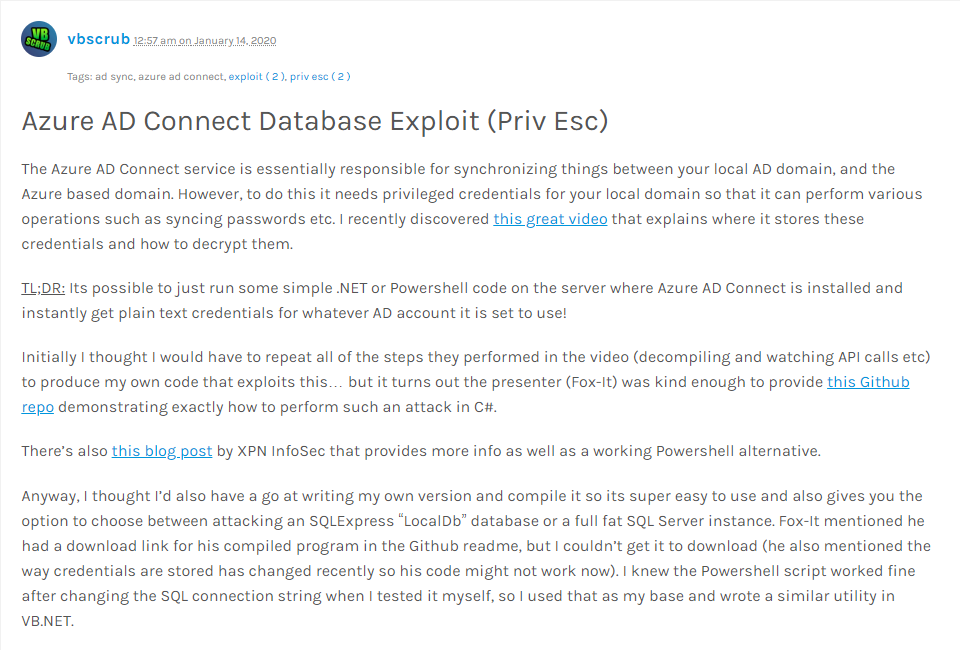 VB
SCRUB
vbscrub 12:57 am on January 14, 2020
Tags: ad sync, azure ad connect, exploit ( 2 ), priv esc ( 2 )
Azure AD Connect Database Exploit (Priv Esc)
The Azure AD Connect service is essentially responsible for synchronizing things between your local AD domain, and the
Azure based domain. However, to do this it needs privileged credentials for your local domain so that it can perform various
operations such as syncing passwords etc. I recently discovered this great video that explains where it stores these
credentials and how to decrypt them.
TL;DR: Its possible to just run some simple .NET or Powershell code on the server where Azure AD Connect is installed and
instantly get plain text credentials for whatever AD account it is set to use!
Initially I thought I would have to repeat all of the steps they performed in the video (decompiling and watching API calls etc)
to produce my own code that exploits this… but it turns out the presenter (Fox-It) was kind enough to provide this Github
repo demonstrating exactly how to perform such an attack in C#.
There’s also this blog post by XPN InfoSec that provides more info as well as a working Powershell alternative.
Anyway, I thought I’d also have a go at writing my own version and compile it so its super easy to use and also gives you the
option to choose between attacking an SQLExpress “LocalDb” database or a full fat SQL Server instance. Fox-It mentioned he
had a download link for his compiled program in the Github readme, but I couldn’t get it to download (he also mentioned the
way credentials are stored has changed recently so his code might not work now). I knew the Powershell script worked fine
after changing the SQL connection string when I tested it myself, so I used that as my base and wrote a similar utility in
VB.NET.